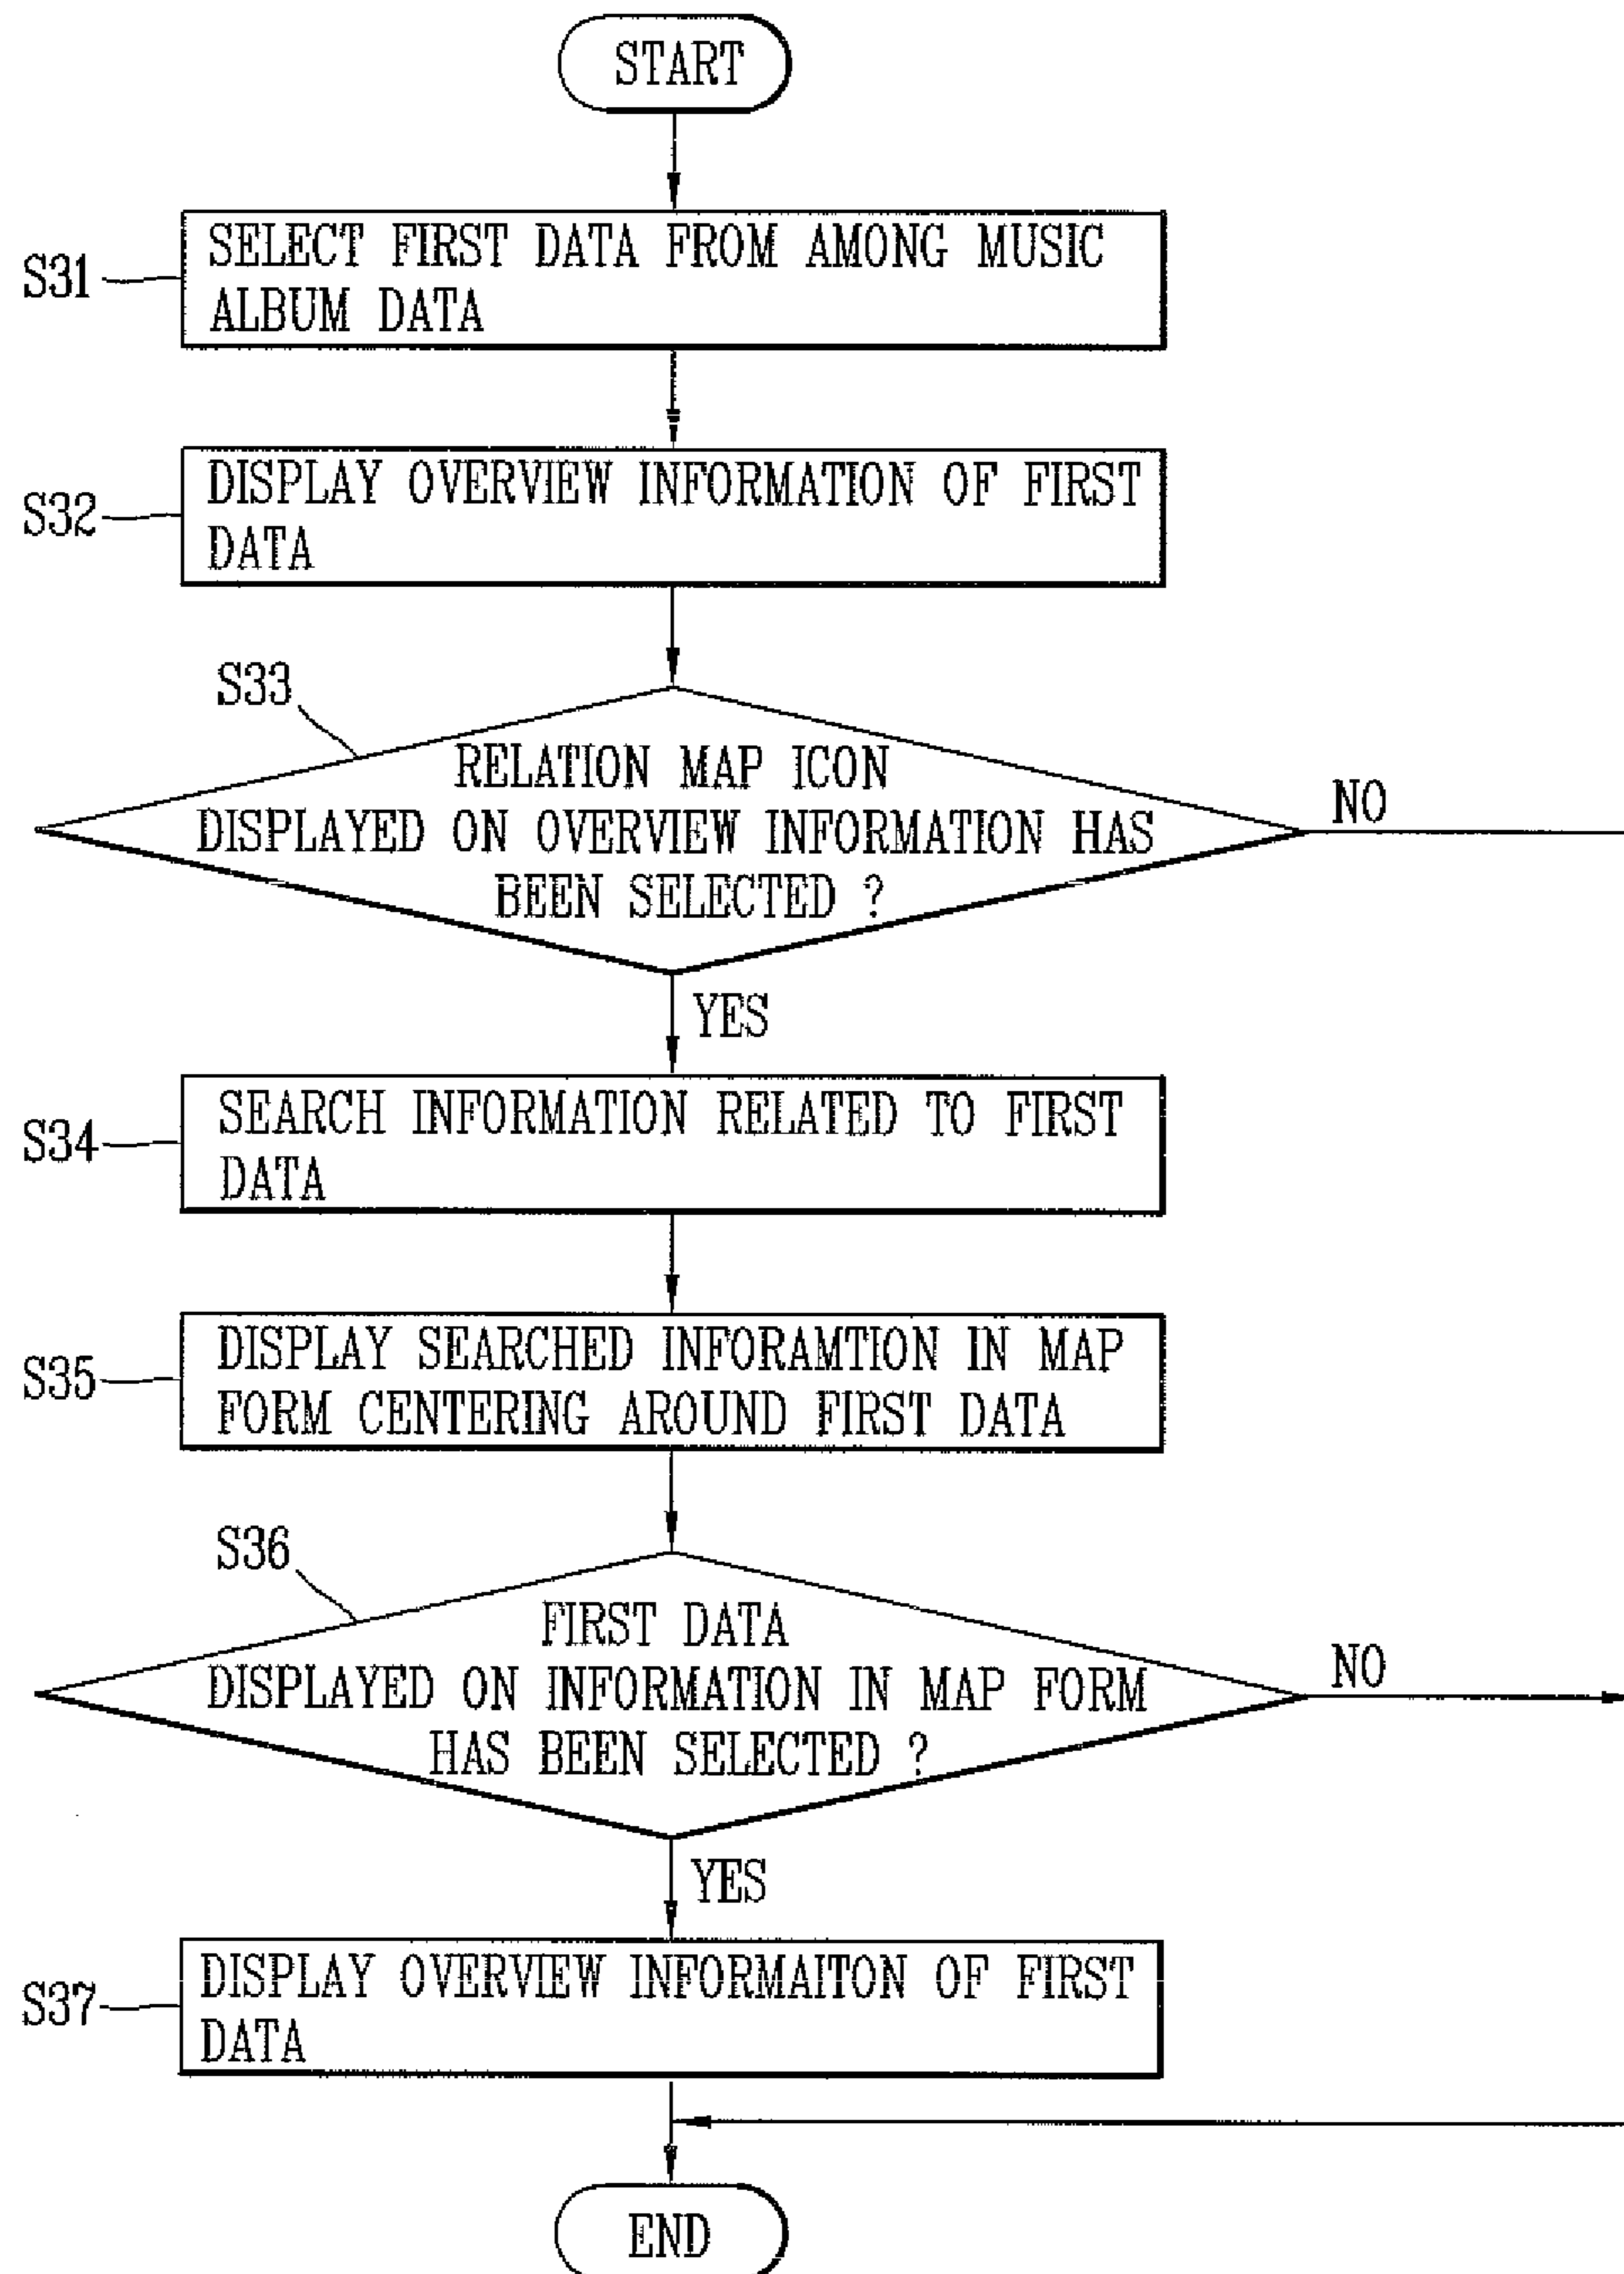 START
S31
SELECT FIRST DATA FROM AMONG MUSIC
ALBUM DATA
S32
DISPLAY OVERVIEW INFORMATION OF FIRST
DATA
S33
RELATION MAP ICON
DISPLAYED ON OVERVIEW INFORMATION HAS
BEEN SELECTED ?
NO
YES
S34
SEARCH INFORMATION RELATED TO FIRST
DATA
S35
DISPLAY SEARCHED INFORAMTION IN MAP
FORM CENTERING AROUND FIRST DATA
S36
FIRST DATA
DISPLAYED ON INFORMATION IN MAP FORM
HAS BEEN SELECTED ?
NO
YES
S37
DISPLAY OVERVIEW INFORMAITON OF FIRST
DATA
END